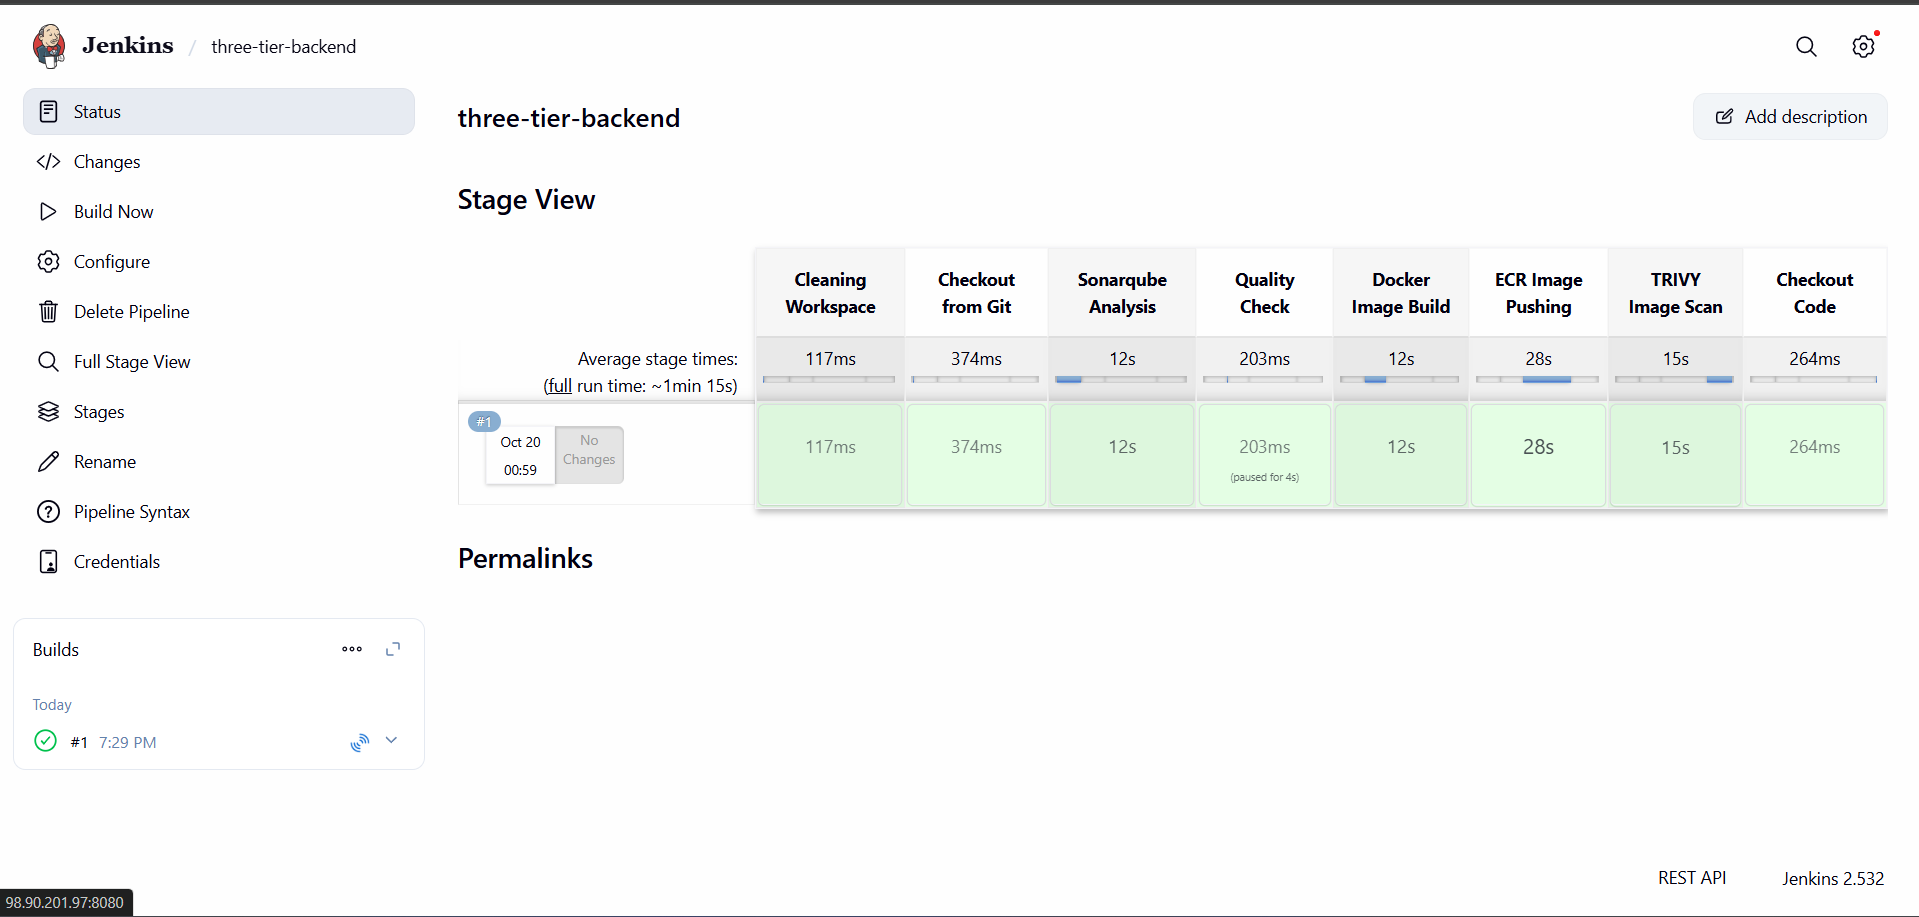 Jenkins / three-tier-backend
Status
Changes
Build Now
Configure
Delete Pipeline
Full Stage View
Stages
Rename
Pipeline Syntax
Credentials
Builds
Today
#1 7:29 PM
three-tier-backend
Add description
Stage View
Cleaning Workspace
Checkout from Git
Sonarqube Analysis
Quality Check
Docker Image Build
ECR Image Pushing
TRIVY Image Scan
Checkout Code
Average stage times:
(full run time: ~1min 15s)
117ms 374ms 12s 203ms 12s 28s 15s 264ms
#1
Oct 20
00:59
No
Changes
117ms 374ms 12s 203ms 12s 28s 15s 264ms
(paused for 4s)
Permalinks
REST API Jenkins 2.532
98.90.201.97:8080